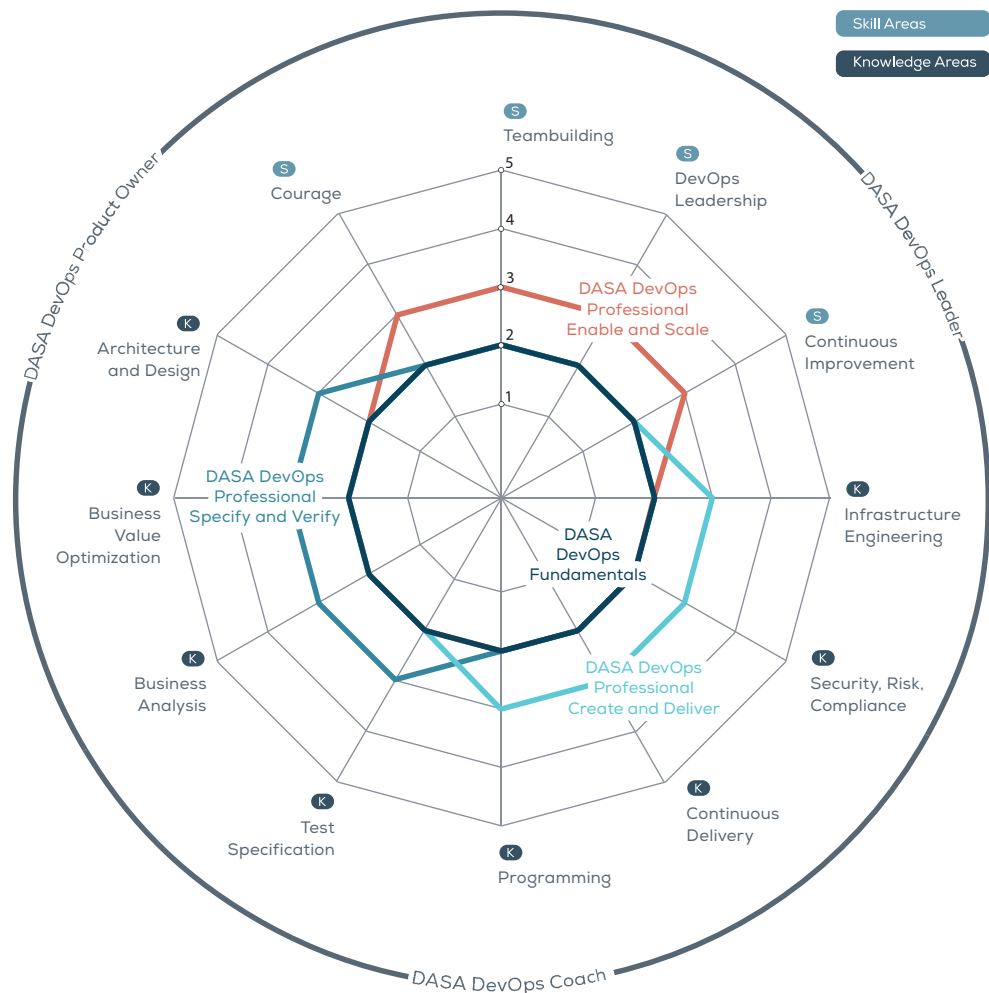 Skill Areas
Knowledge Areas
S
Teambuilding
S
DevOps
Leadership
S
Courage
DASA DevOps Product Owner
DASA DevOps Leader
5
4
3
2
1
DASA DevOps
Professional
Enable and Scale
S
Continuous
Improvement
K
Architecture
and Design
K
Business
Value
Optimization
DASA DevOps
Professional
Specify and Verify
DASA
DevOps
Fundamentals
K
Infrastructure
Engineering
K
Business
Analysis
K
Security, Risk,
Compliance
DASA DevOps
Professional
Create and Deliver
K
Test
Specification
K
Continuous
Delivery
K
Programming
DASA DevOps Coach